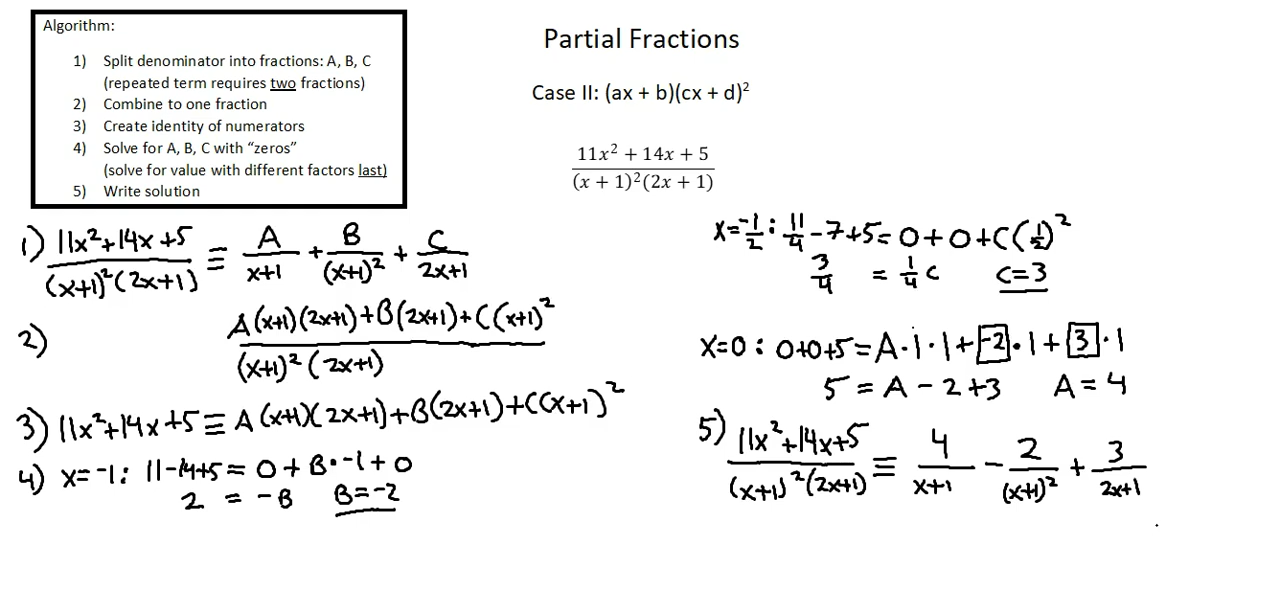 Algorithm:
1) Split denominator into fractions: A, B, C
(repeated term requires two fractions)
2) Combine to one fraction
3) Create identity of numerators
4) Solve for A, B, C with “zeros”
(solve for value with different factors last)
5) Write solution
Partial Fractions
Case II: (ax + b)(cx + d)²
11x² + 14x + 5
(x + 1)²(2x + 1)
1) 11x²+14x+5 / (x+1)²(2x+1) ≡ A / x+1 + B / (x+1)² + C / 2x+1
2) A(x+1)(2x+1)+B(2x+1)+C(x+1)² / (x+1)²(2x+1)
3) 11x²+14x+5 ≡ A(x+1)(2x+1)+B(2x+1)+C(x+1)²
4) x=-1: 11-14+5 = 0 + B·-1 + 0
2 = -B B=-2
x=-1/2: 11/4 -7+5=0+0+C(1/2)²
3/4 = 1/4 C C=3
x=0: 0+0+5=A·1·1+-2·1+3·1
5 = A - 2 + 3 A=4
5) 11x²+14x+5 / (x+1)²(2x+1) ≡ 4 / x+1 - 2 / (x+1)² + 3 / 2x+1